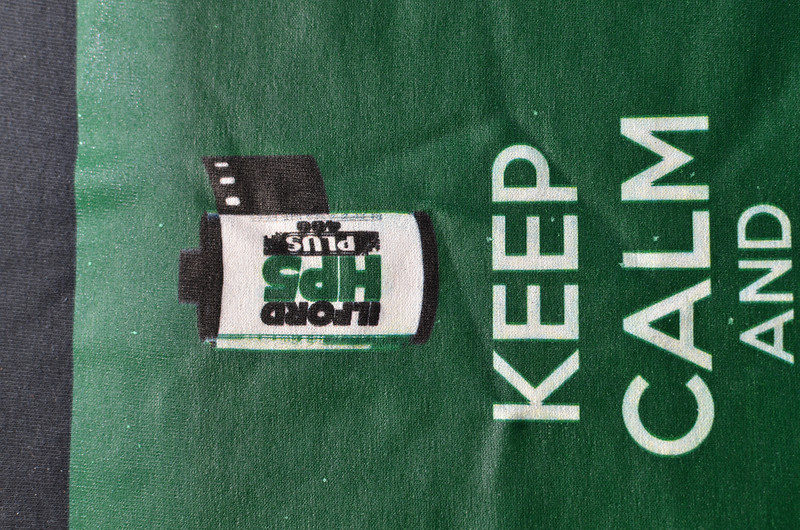 ILFORD
HP5
PLUS
400
KEEP
CALM
AND